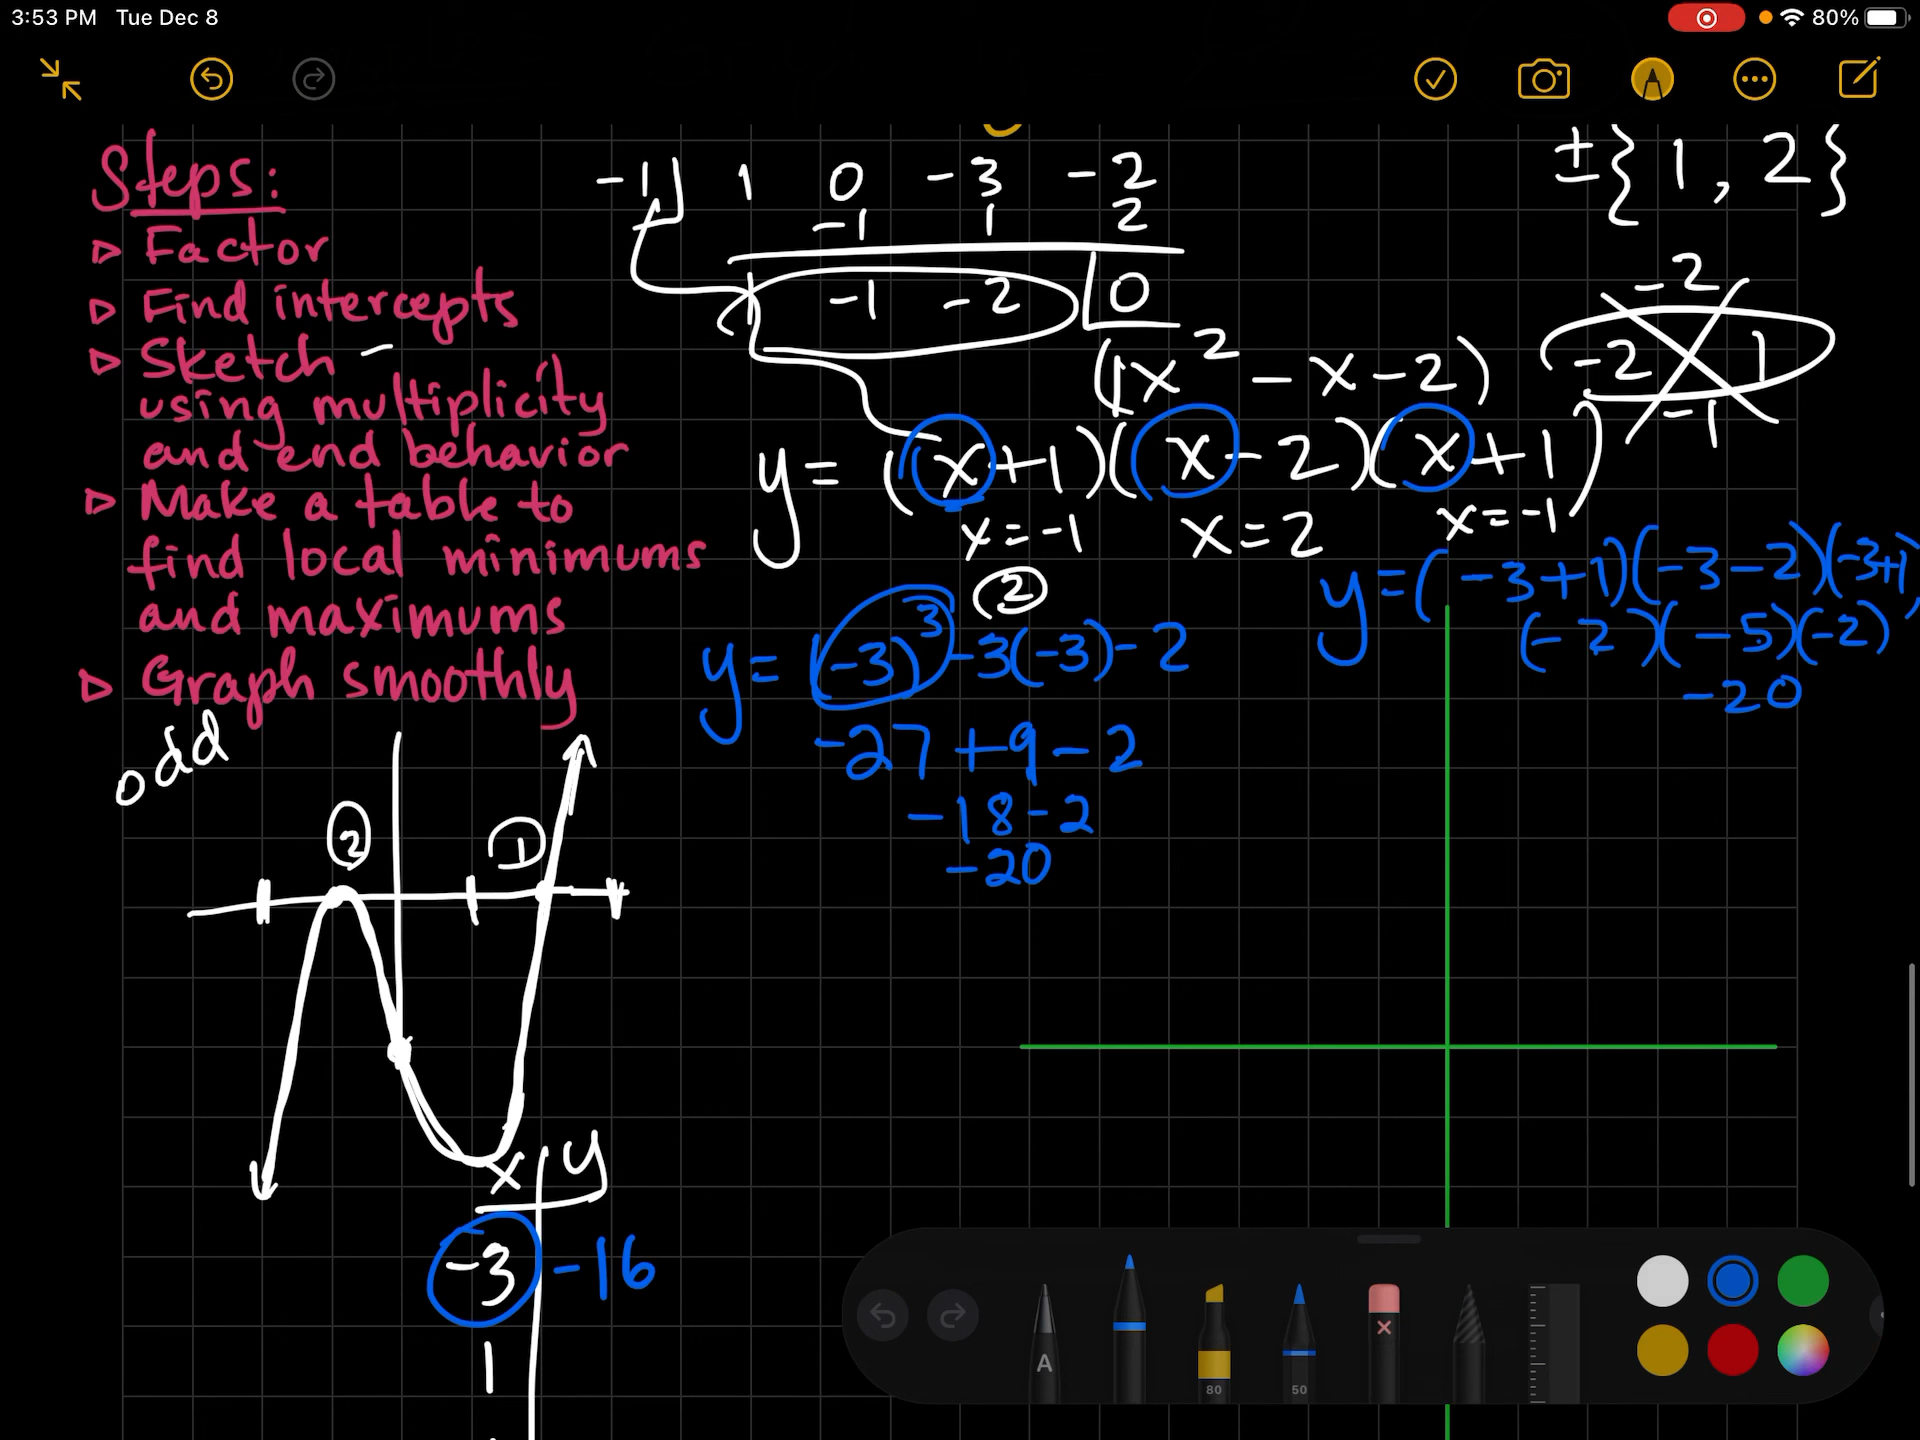 3:53 PM Tue Dec 8
80%
Steps:
▷ Factor
▷ Find intercepts
▷ Sketch –
using multiplicity
and end behavior
▷ Make a table to
find local minimums
and maximums
▷ Graph smoothly
-1 1 0 -3 -2
-1 1 2
1 -1 -2 0
± { 1, 2 }
-2
-2 1
-1
(1x² - x - 2)
y = (x+1)(x-2)(x+1)
x=-1 x=2 x=-1
2
y = (-3)³ - 3(-3) - 2
-27 + 9 - 2
-18 - 2
-20
y = (-3+1)(-3-2)(-3+1)
(-2)(-5)(-2)
-20
odd
2 1
x y
-3 -16
1
A
80
50